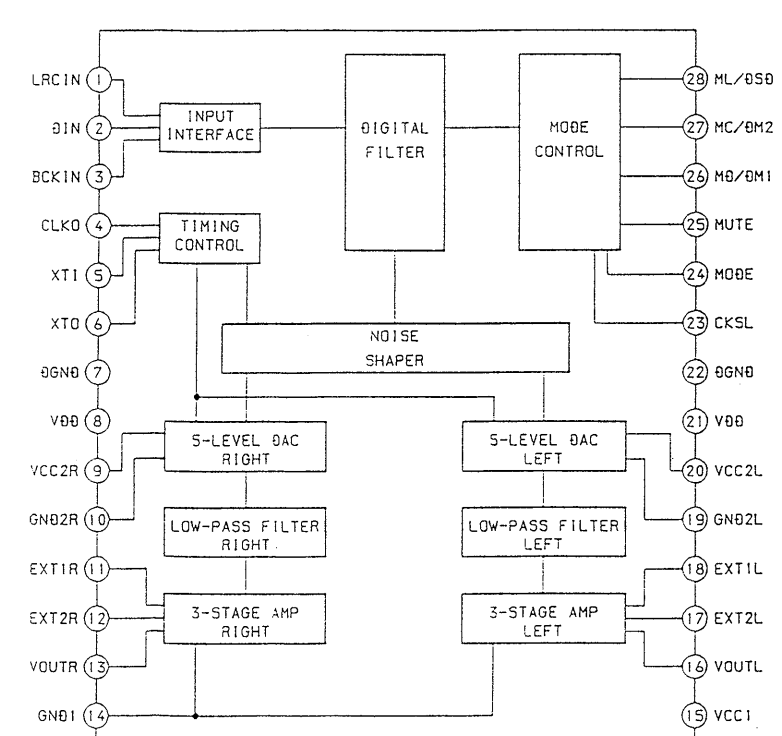 LRCIN 1
DIN 2
BCKIN 3
CLKO 4
XTI 5
XTO 6
DGND 7
VDD 8
VCC2R 9
GND2R 10
EXT1R 11
EXT2R 12
VOUTR 13
GND1 14
INPUT
INTERFACE
TIMING
CONTROL
DIGITAL
FILTER
MODE
CONTROL
NOISE
SHAPER
5-LEVEL DAC
RIGHT
5-LEVEL DAC
LEFT
LOW-PASS FILTER
RIGHT
LOW-PASS FILTER
LEFT
3-STAGE AMP
RIGHT
3-STAGE AMP
LEFT
28 ML/DSD
27 MC/DM2
26 MD/DM1
25 MUTE
24 MODE
23 CKSL
22 DGND
21 VDD
20 VCC2L
19 GND2L
18 EXT1L
17 EXT2L
16 VOUTL
15 VCC1